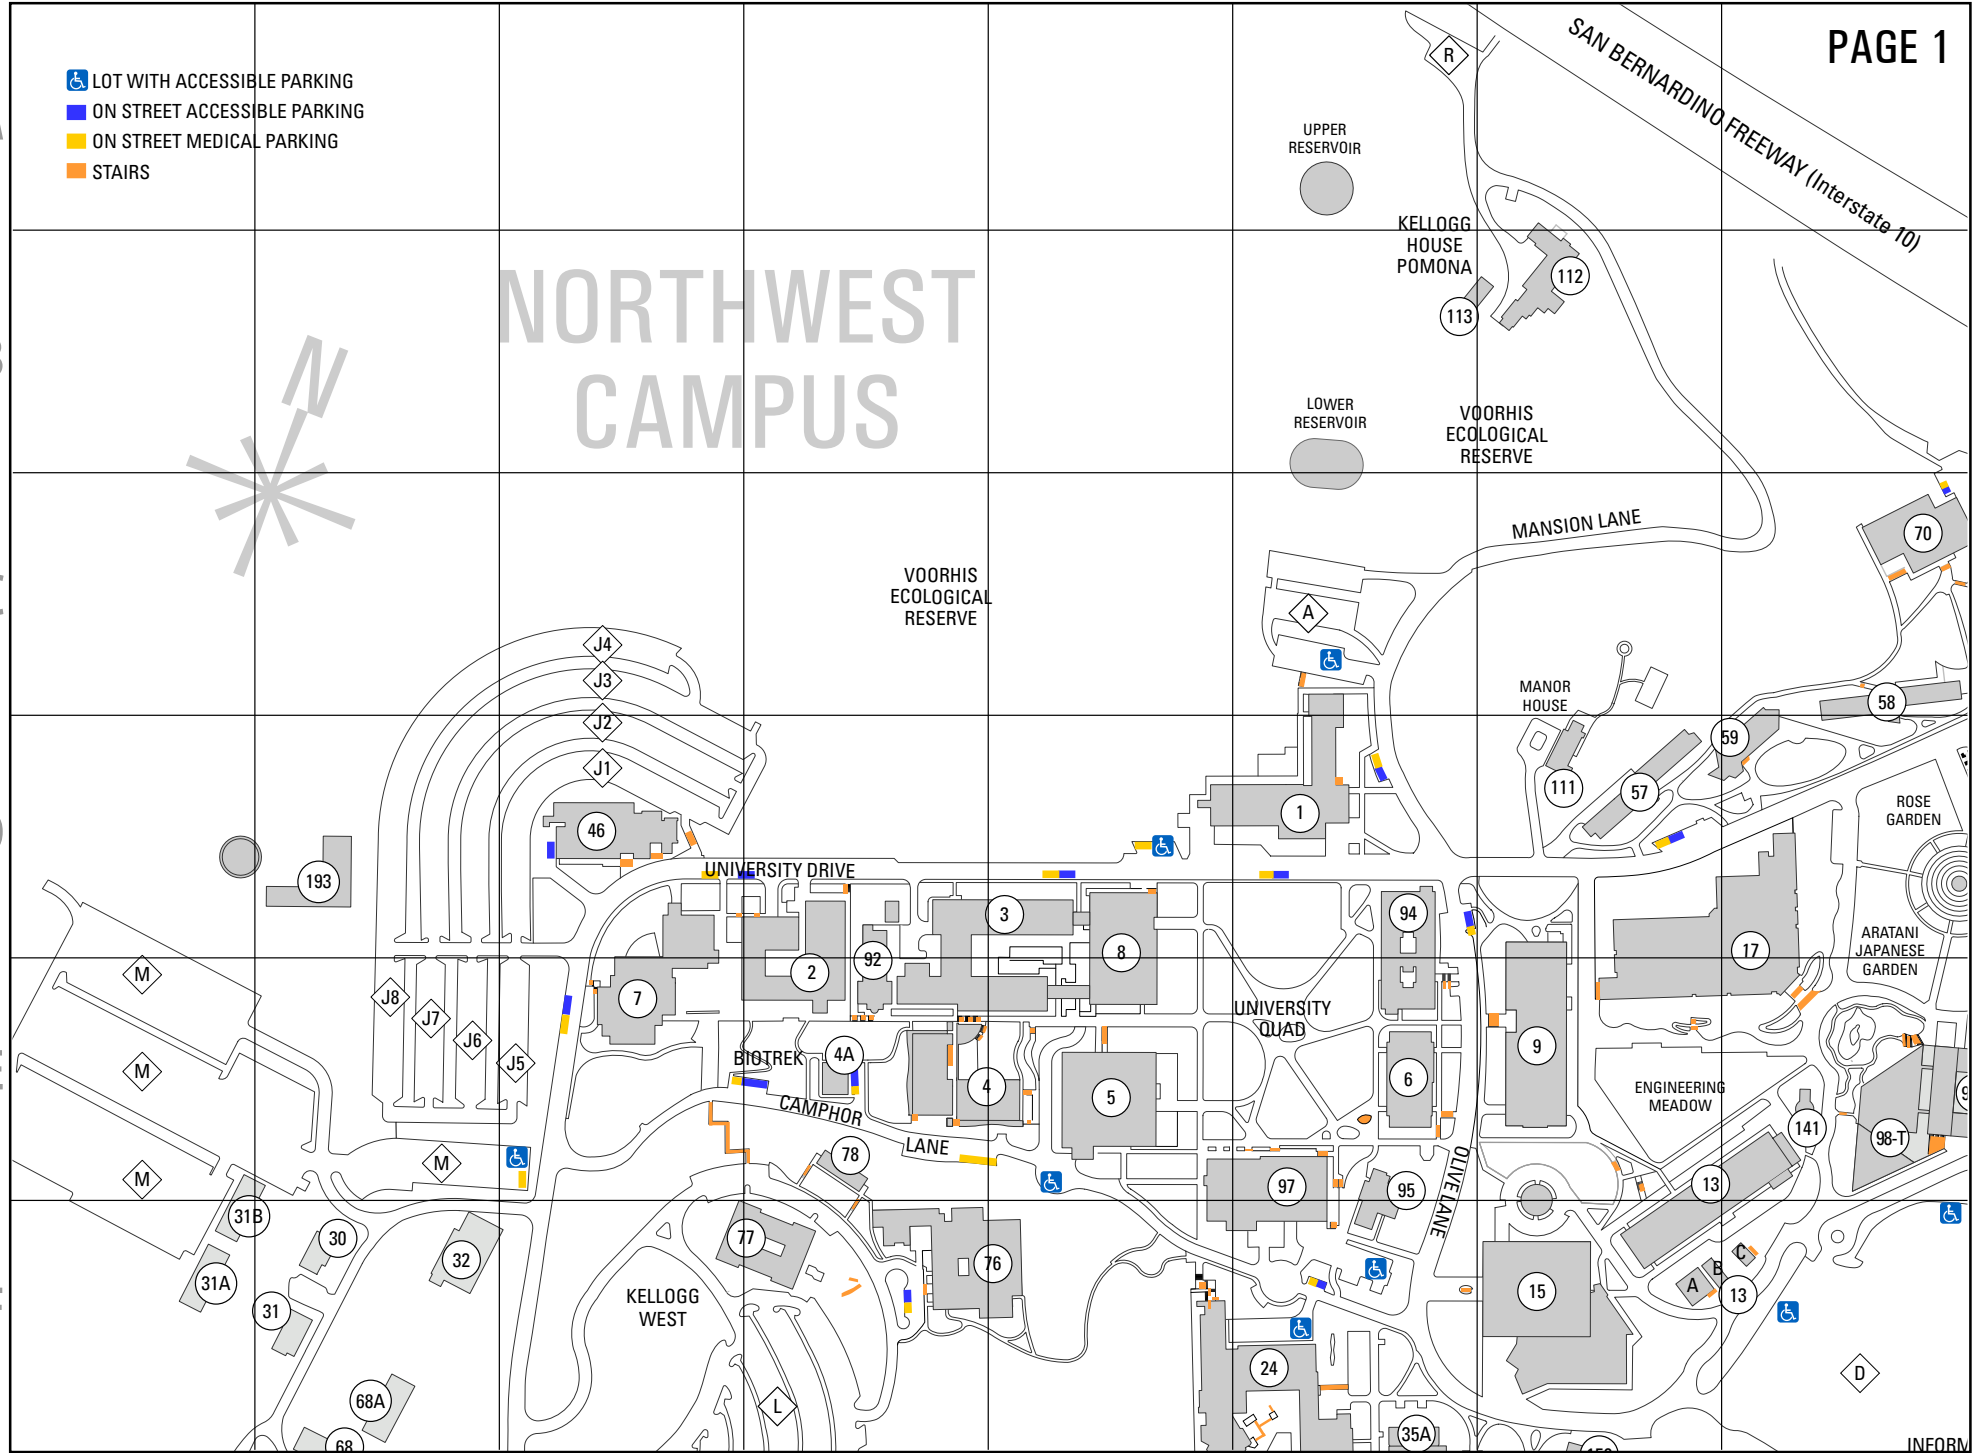 PAGE 1
LOT WITH ACCESSIBLE PARKING
ON STREET ACCESSIBLE PARKING
ON STREET MEDICAL PARKING
STAIRS
R
SAN BERNARDINO FREEWAY (Interstate 10)
UPPER
RESERVOIR
KELLOGG
HOUSE
POMONA
112
113
NORTHWEST
CAMPUS
N
LOWER
RESERVOIR
VOORHIS
ECOLOGICAL
RESERVE
MANSION LANE
70
VOORHIS
ECOLOGICAL
RESERVE
A
J4
J3
J2
J1
MANOR
HOUSE
58
59
111
57
1
ROSE
GARDEN
46
193
UNIVERSITY DRIVE
3
94
8
17
ARATANI
JAPANESE
GARDEN
M
92
2
J8
J7
J6
J5
7
UNIVERSITY
QUAD
9
BIOTREK
4A
M
4
5
6
ENGINEERING
MEADOW
CAMPHOR
LANE
141
98-T
M
M
78
OLIVE LANE
97
95
13
31B
30
32
77
76
31A
31
KELLOGG
WEST
15
A
B
C
13
24
D
68A
L
68
35A
INFORM